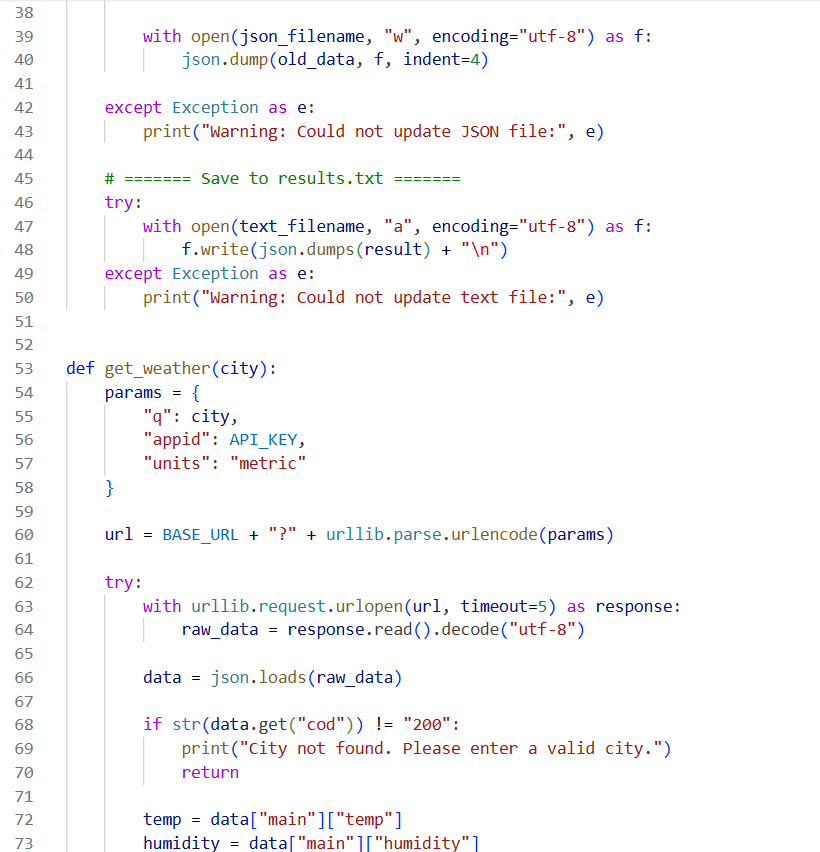 38
39 with open(json_filename, "w", encoding="utf-8") as f:
40 json.dump(old_data, f, indent=4)
41
42 except Exception as e:
43 print("Warning: Could not update JSON file:", e)
44
45 # ======= Save to results.txt =======
46 try:
47 with open(text_filename, "a", encoding="utf-8") as f:
48 f.write(json.dumps(result) + "\n")
49 except Exception as e:
50 print("Warning: Could not update text file:", e)
51
52
53 def get_weather(city):
54 params = {
55 "q": city,
56 "appid": API_KEY,
57 "units": "metric"
58 }
59
60 url = BASE_URL + "?" + urllib.parse.urlencode(params)
61
62 try:
63 with urllib.request.urlopen(url, timeout=5) as response:
64 raw_data = response.read().decode("utf-8")
65
66 data = json.loads(raw_data)
67
68 if str(data.get("cod")) != "200":
69 print("City not found. Please enter a valid city.")
70 return
71
72 temp = data["main"]["temp"]
73 humidity = data["main"]["humidity"]